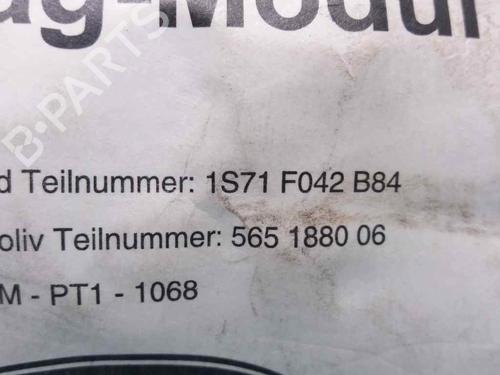 ag-Modul
d Teilnummer: 1S71 F042 B84
oliv Teilnummer: 565 1880 06
M - PT1 - 1068
B-PARTS